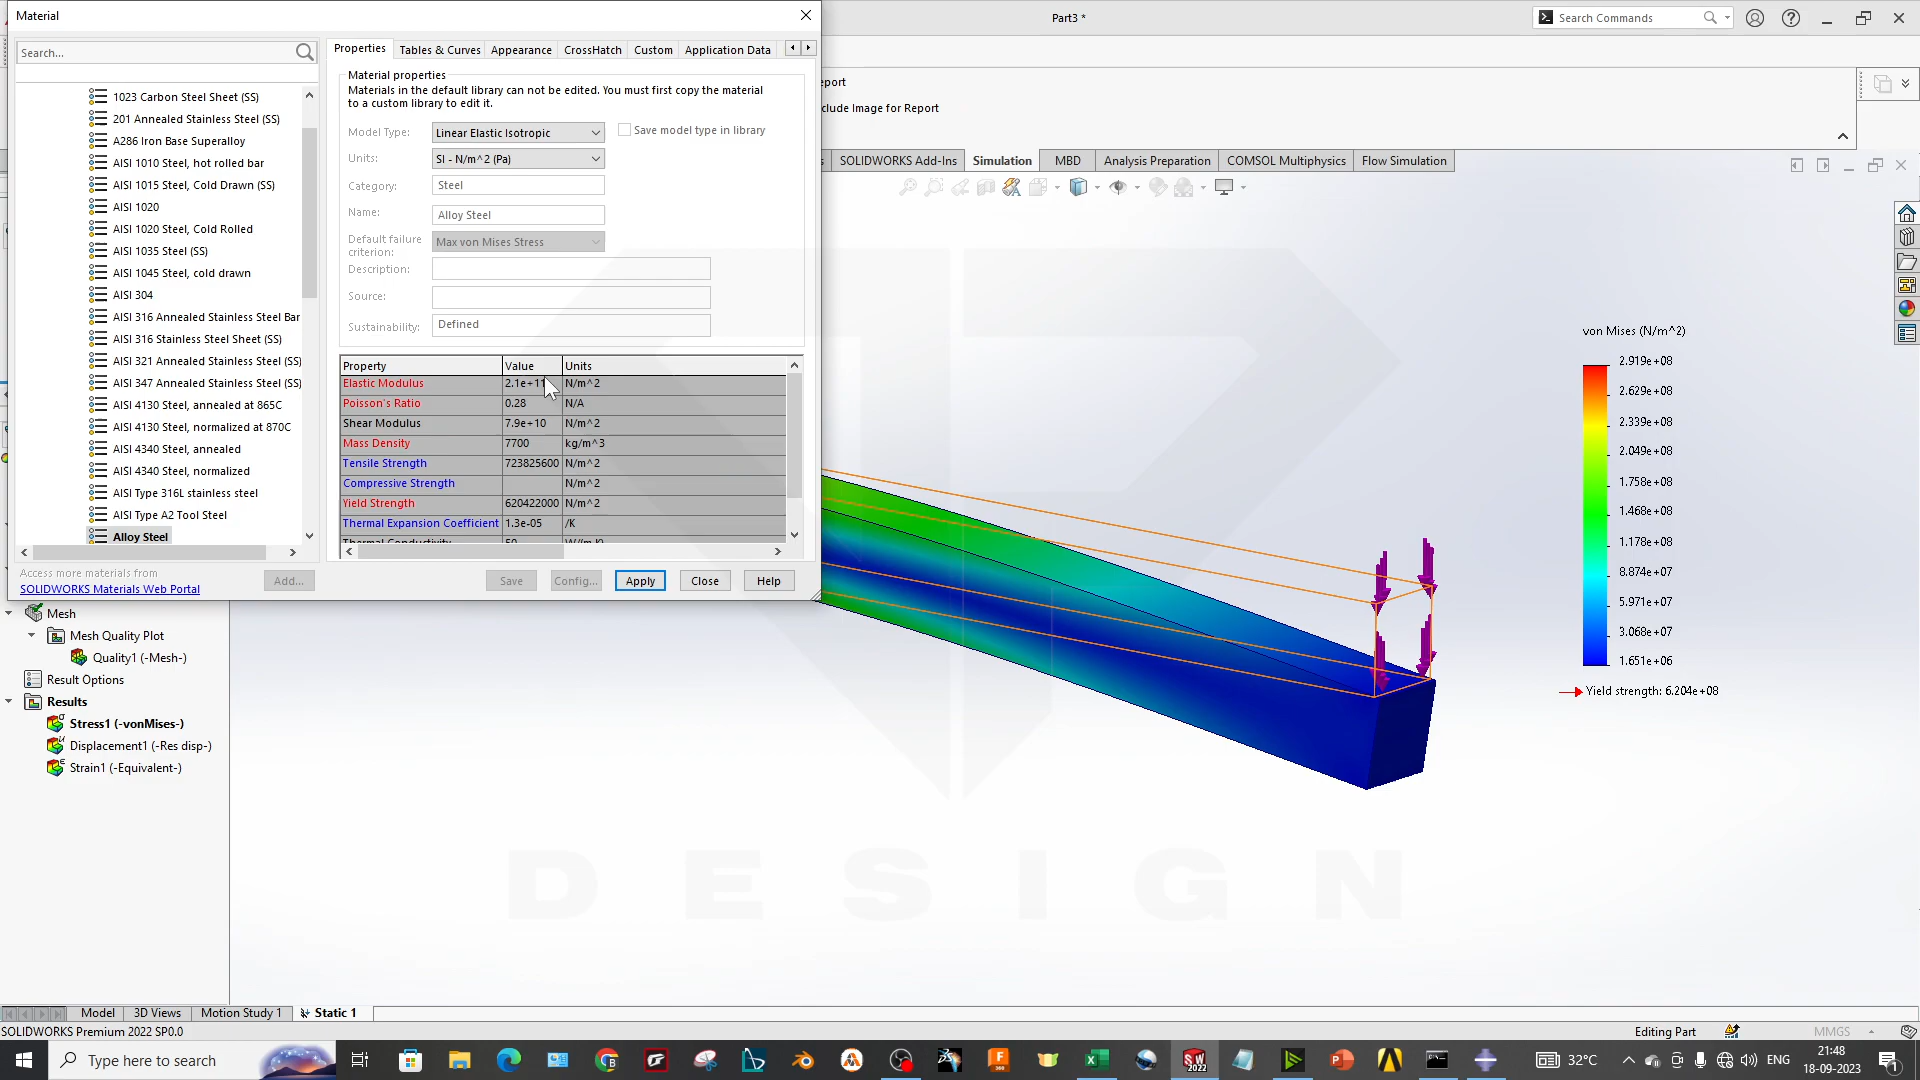 Material
Part3 *
Search Commands
Search...
Properties
Tables & Curves
Appearance
CrossHatch
Custom
Application Data
Material properties
Materials in the default library can not be edited. You must first copy the material
to a custom library to edit it.
Model Type:
Linear Elastic Isotropic
Save model type in library
Units:
SI - N/m^2 (Pa)
Category:
Steel
Name:
Alloy Steel
Default failure
criterion:
Max von Mises Stress
Description:
Source:
Sustainability:
Defined
1023 Carbon Steel Sheet (SS)
201 Annealed Stainless Steel (SS)
A286 Iron Base Superalloy
AISI 1010 Steel, hot rolled bar
AISI 1015 Steel, Cold Drawn (SS)
AISI 1020
AISI 1020 Steel, Cold Rolled
AISI 1035 Steel (SS)
AISI 1045 Steel, cold drawn
AISI 304
AISI 316 Annealed Stainless Steel Bar
AISI 316 Stainless Steel Sheet (SS)
AISI 321 Annealed Stainless Steel (SS)
AISI 347 Annealed Stainless Steel (SS)
AISI 4130 Steel, annealed at 865C
AISI 4130 Steel, normalized at 870C
AISI 4340 Steel, annealed
AISI 4340 Steel, normalized
AISI Type 316L stainless steel
AISI Type A2 Tool Steel
Alloy Steel
Property Value Units
Elastic Modulus 2.1e+11 N/m^2
Poisson's Ratio 0.28 N/A
Shear Modulus 7.9e+10 N/m^2
Mass Density 7700 kg/m^3
Tensile Strength 723825600 N/m^2
Compressive Strength N/m^2
Yield Strength 620422000 N/m^2
Thermal Expansion Coefficient 1.3e-05 /K
Thermal Conductivity 50 W/(m·K)
Access more materials from
SOLIDWORKS Materials Web Portal
Add...
Save
Config...
Apply
Close
Help
port
clude Image for Report
s
SOLIDWORKS Add-Ins
Simulation
MBD
Analysis Preparation
COMSOL Multiphysics
Flow Simulation
von Mises (N/m^2)
2.919e+08
2.629e+08
2.339e+08
2.049e+08
1.758e+08
1.468e+08
1.178e+08
8.874e+07
5.971e+07
3.068e+07
1.651e+06
Yield strength: 6.204e+08
Mesh
Mesh Quality Plot
Quality1 (-Mesh-)
Result Options
Results
Stress1 (-vonMises-)
Displacement1 (-Res disp-)
Strain1 (-Equivalent-)
DESIGN
Model
3D Views
Motion Study 1
Static 1
SOLIDWORKS Premium 2022 SP0.0
Editing Part
MMGS
Type here to search
SW
2022
32°C
ENG
21:48
18-09-2023
1